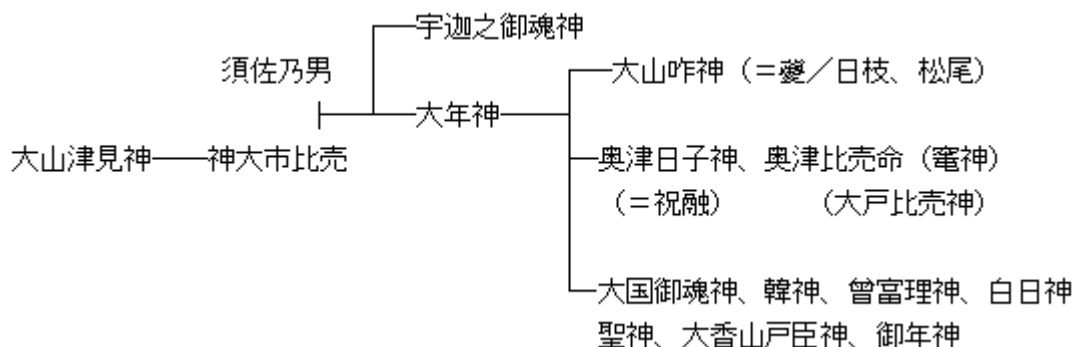 宇迦之御魂神
須佐乃男
大山咋神（＝夔／日枝、松尾）
大年神
大山津見神
神大市比売
奥津日子神、奥津比売命（竃神）
（＝祝融）
（大戸比売神）
大国御魂神、韓神、曾富理神、白日神
聖神、大香山戸臣神、御年神